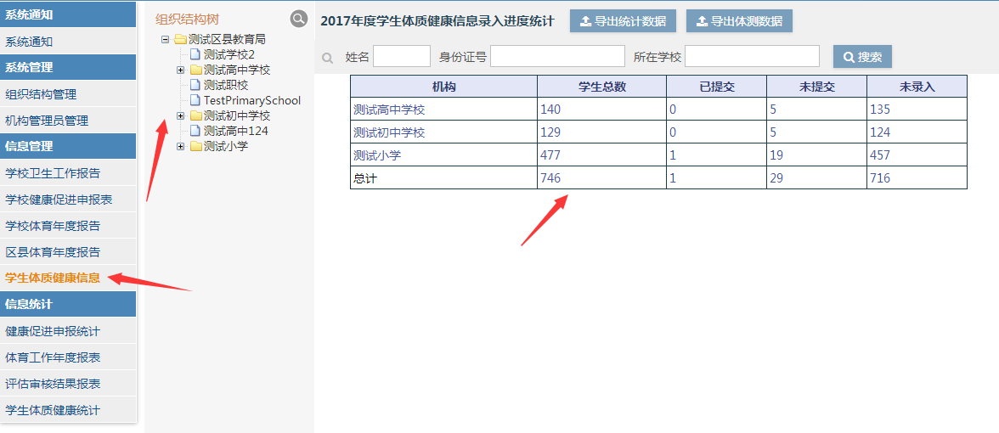 系统通知
系统通知
系统管理
组织结构管理
机构管理员管理
信息管理
学校卫生工作报告
学校健康促进申报表
学校体育年度报告
区县体育年度报告
学生体质健康信息
信息统计
健康促进申报统计
体育工作年度报表
评估审核结果报表
学生体质健康统计
组织结构树
测试区县教育局
测试学校2
测试高中学校
测试职校
TestPrimarySchool
测试初中学校
测试高中124
测试小学
2017年度学生体质健康信息录入进度统计 导出统计数据 导出体测数据
姓名 身份证号 所在学校 搜索
机构 学生总数 已提交 未提交 未录入
测试高中学校 140 0 5 135
测试初中学校 129 0 5 124
测试小学 477 1 19 457
总计 746 1 29 716